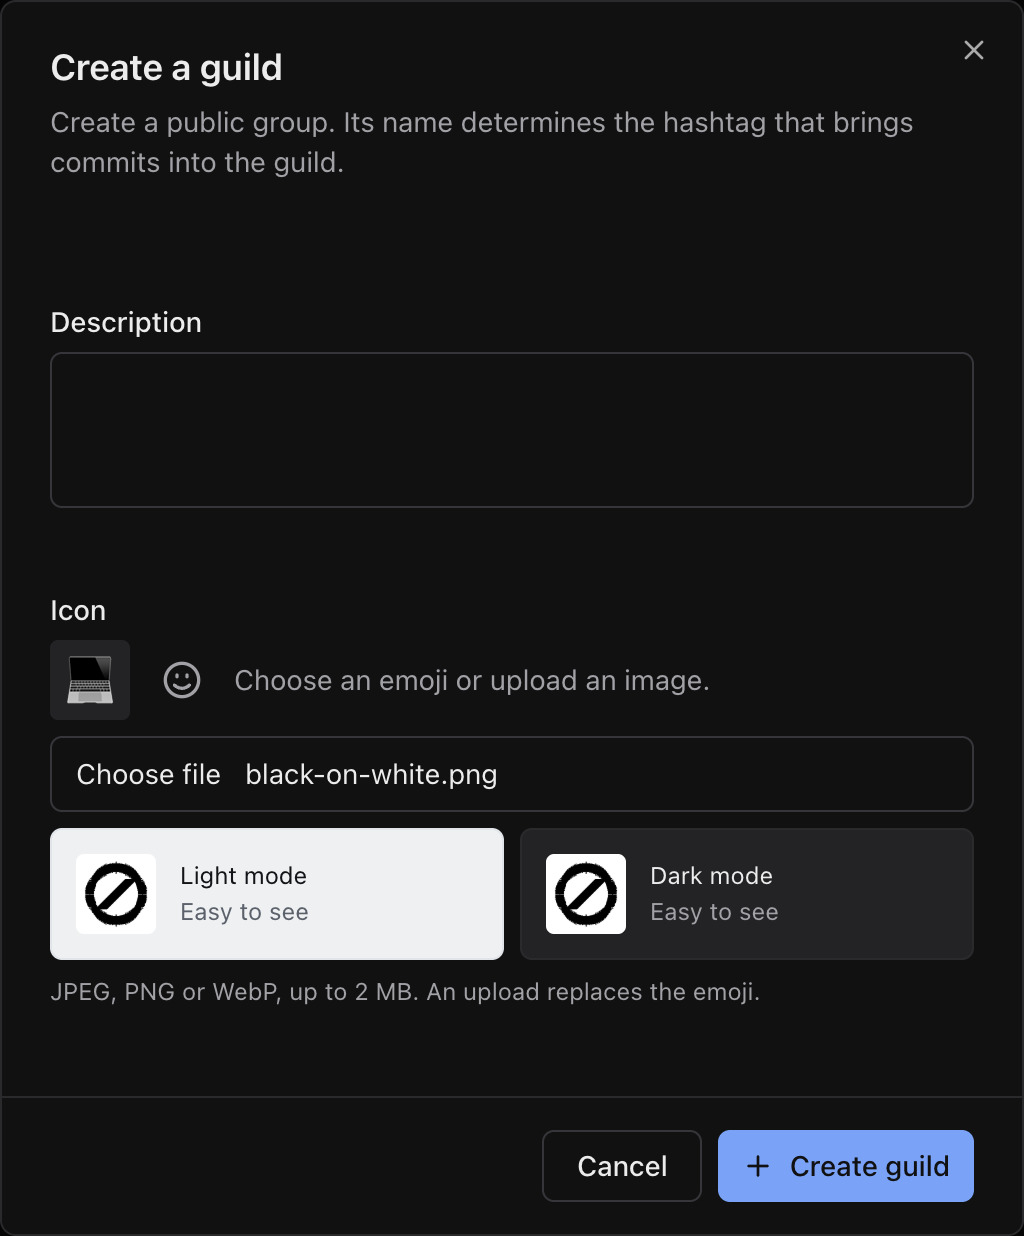 Create a guild
Create a public group. Its name determines the hashtag that brings
commits into the guild.
Description
Icon
Choose an emoji or upload an image.
Choose file black-on-white.png
Light mode
Easy to see
Dark mode
Easy to see
JPEG, PNG or WebP, up to 2 MB. An upload replaces the emoji.
Cancel
+ Create guild